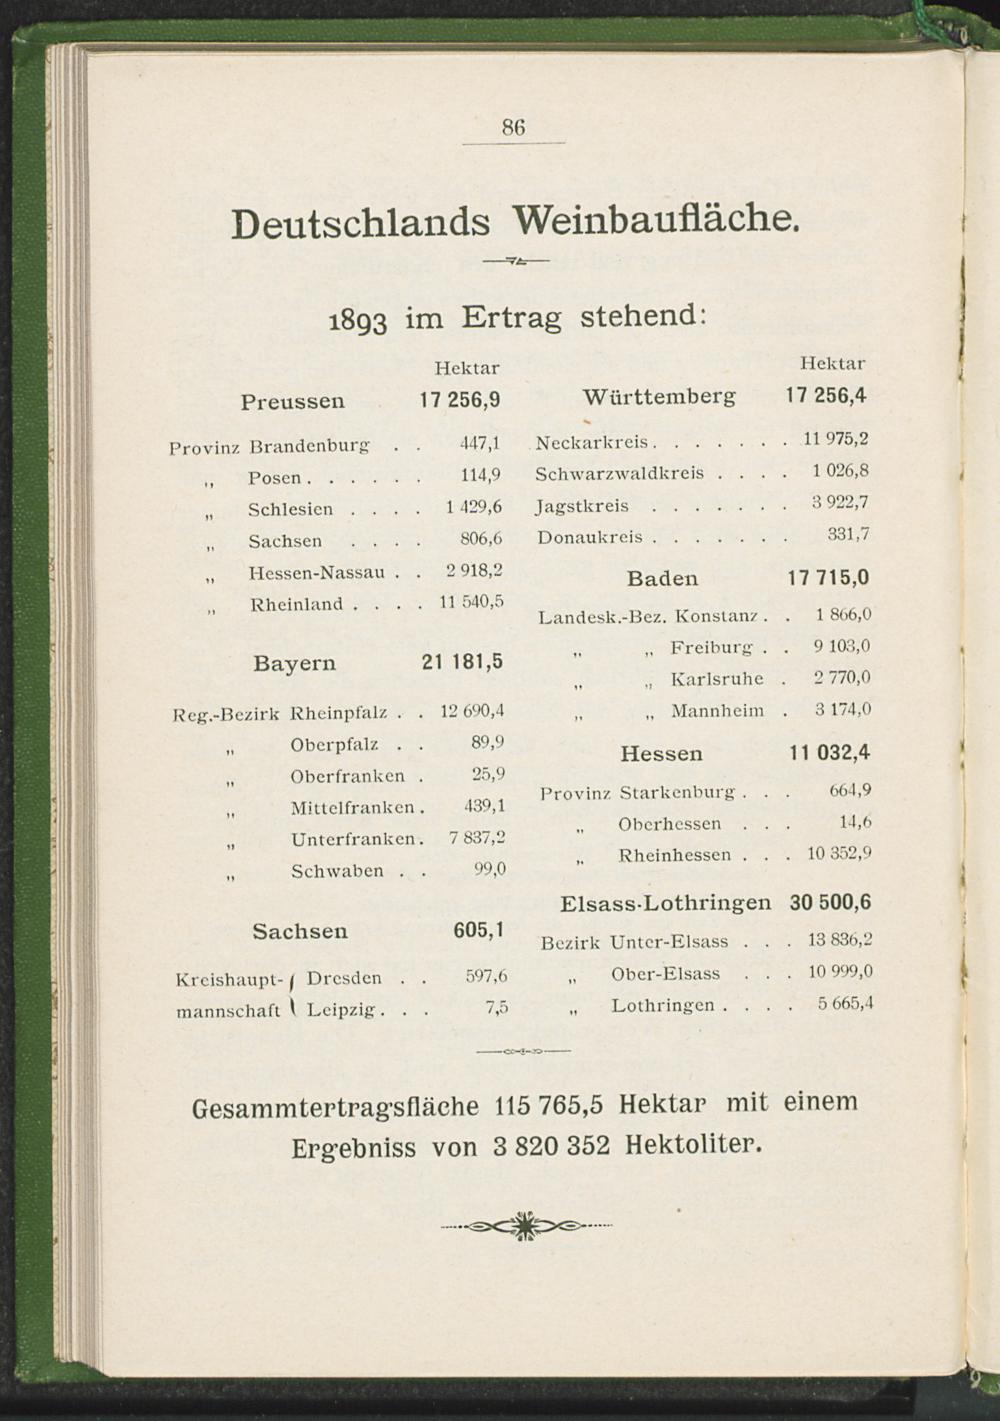 86
Deutschlands Weinbaufläche.
1893 im Ertrag stehend:
Hektar
Preussen 17 256,9
Provinz Brandenburg . . 447,1
„ Posen . . . . . . 114,9
„ Schlesien . . . . 1 429,6
„ Sachsen . . . . 806,6
„ Hessen-Nassau . . 2 918,2
„ Rheinland . . . . 11 540,5
Bayern 21 181,5
Reg.-Bezirk Rheinpfalz . . 12 690,4
„ Oberpfalz . . 89,9
„ Oberfranken . 25,9
„ Mittelfranken . 439,1
„ Unterfranken . 7 837,2
„ Schwaben . . 99,0
Sachsen 605,1
Kreishaupt- { Dresden . . 597,6
mannschaft { Leipzig . . . 7,5
Hektar
Württemberg 17 256,4
Neckarkreis . . . . . . . 11 975,2
Schwarzwaldkreis . . . . 1 026,8
Jagstkreis . . . . . . . 3 922,7
Donaukreis . . . . . . . 331,7
Baden 17 715,0
Landesk.-Bez. Konstanz . . 1 866,0
„ „ Freiburg . . 9 103,0
„ „ Karlsruhe . 2 770,0
„ „ Mannheim . 3 174,0
Hessen 11 032,4
Provinz Starkenburg . . . 664,9
„ Oberhessen . . . 14,6
„ Rheinhessen . . . 10 352,9
Elsass-Lothringen 30 500,6
Bezirk Unter-Elsass . . . 13 836,2
„ Ober-Elsass . . . 10 999,0
„ Lothringen . . . . 5 665,4
Gesammtertragsfläche 115 765,5 Hektar mit einem
Ergebniss von 3 820 352 Hektoliter.